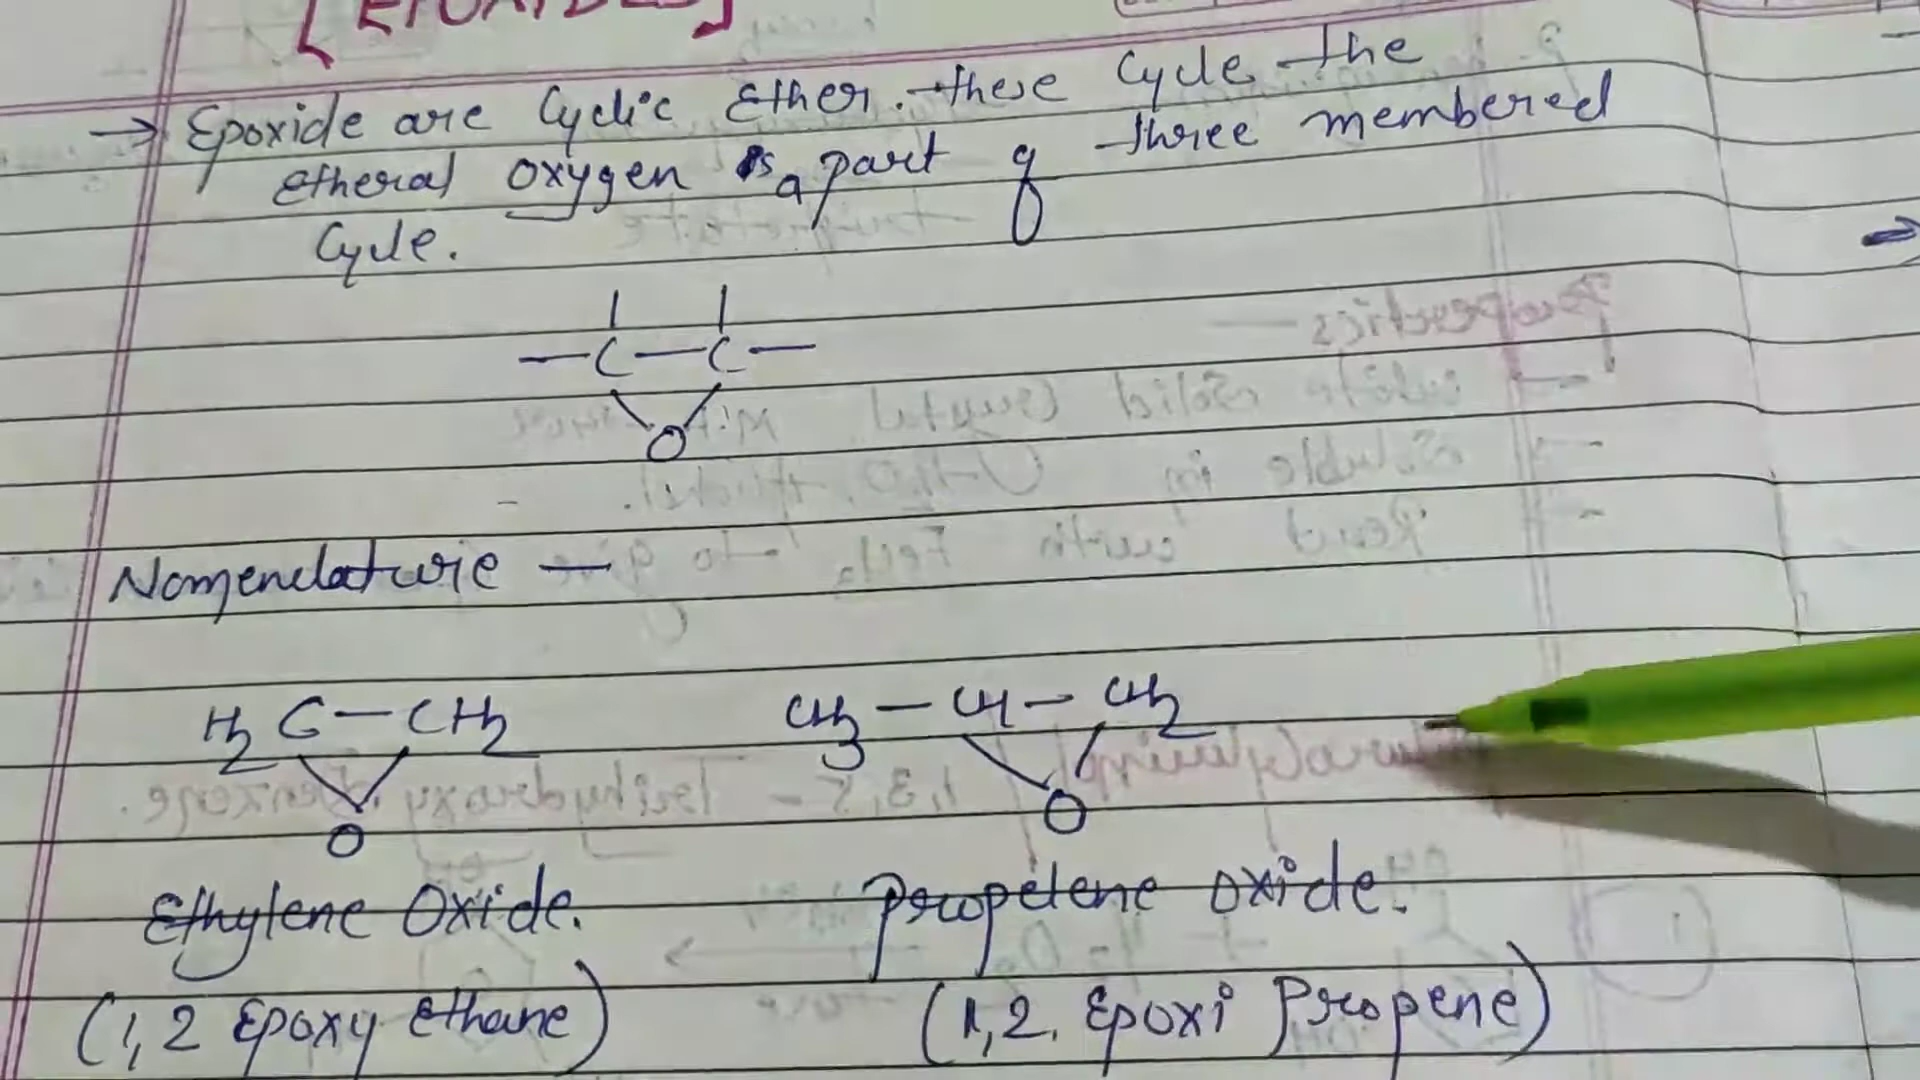 [EPOXIDES]
→ Epoxide are Cyclic Ether. these Cycle the
etheral oxygen is a part of three membered
Cycle.
— C — C —
O
Nomenclature —
H2C — CH2 CH3 — CH — CH2
O O
Ethylene Oxide. Propelene oxide.
(1,2 Epoxy Ethane) (1,2. Epoxi Propene)